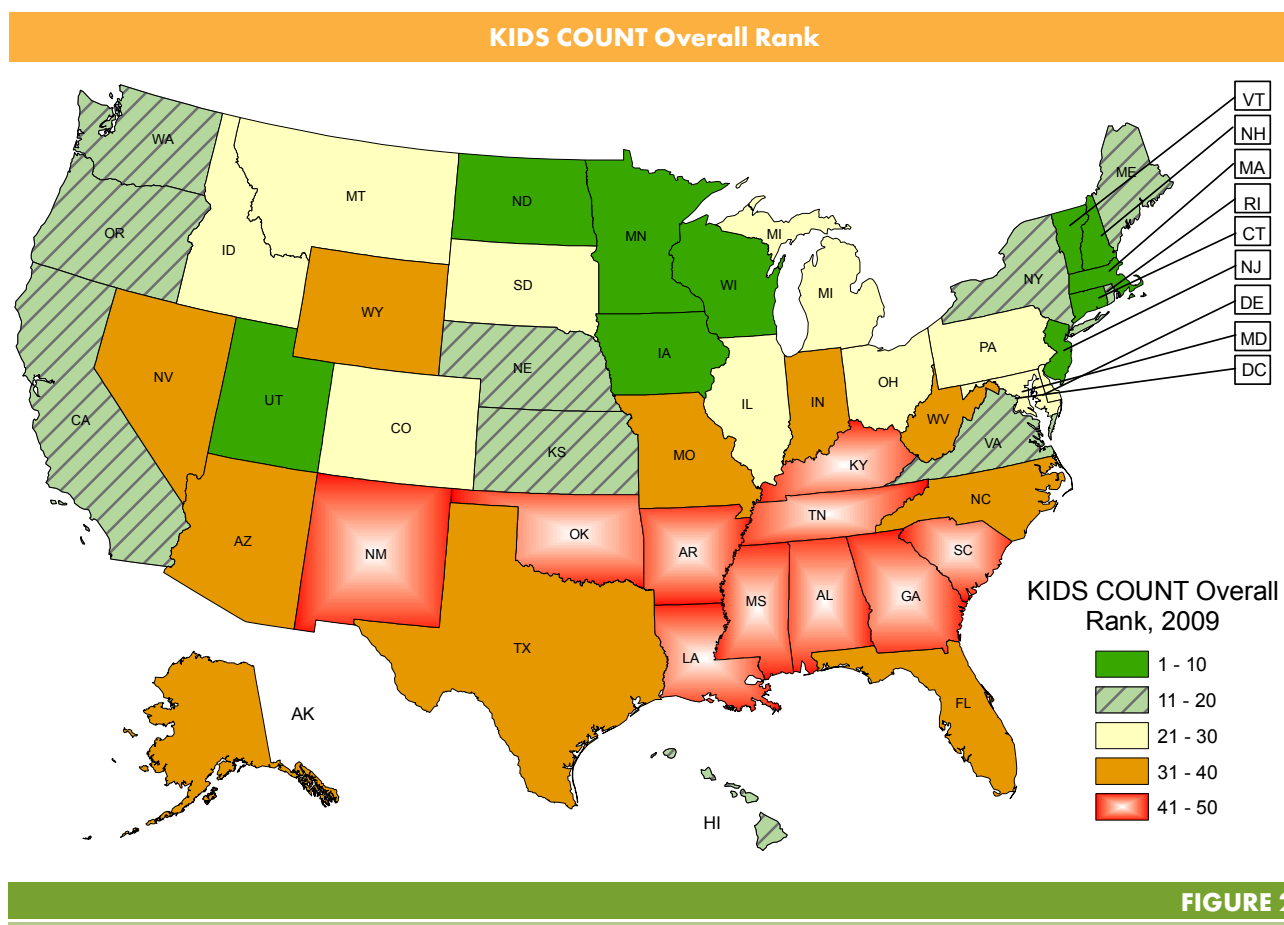 KIDS COUNT Overall Rank
VT
NH
MA
RI
CT
NJ
DE
MD
DC
WA
OR
CA
NV
ID
MT
WY
UT
AZ
CO
NM
ND
SD
NE
KS
OK
TX
MN
IA
MO
AR
LA
WI
IL
MI
MI
IN
OH
KY
TN
MS
AL
GA
FL
SC
NC
VA
WV
PA
NY
ME
AK
HI
KIDS COUNT Overall
Rank, 2009
1 - 10
11 - 20
21 - 30
31 - 40
41 - 50
FIGURE 2